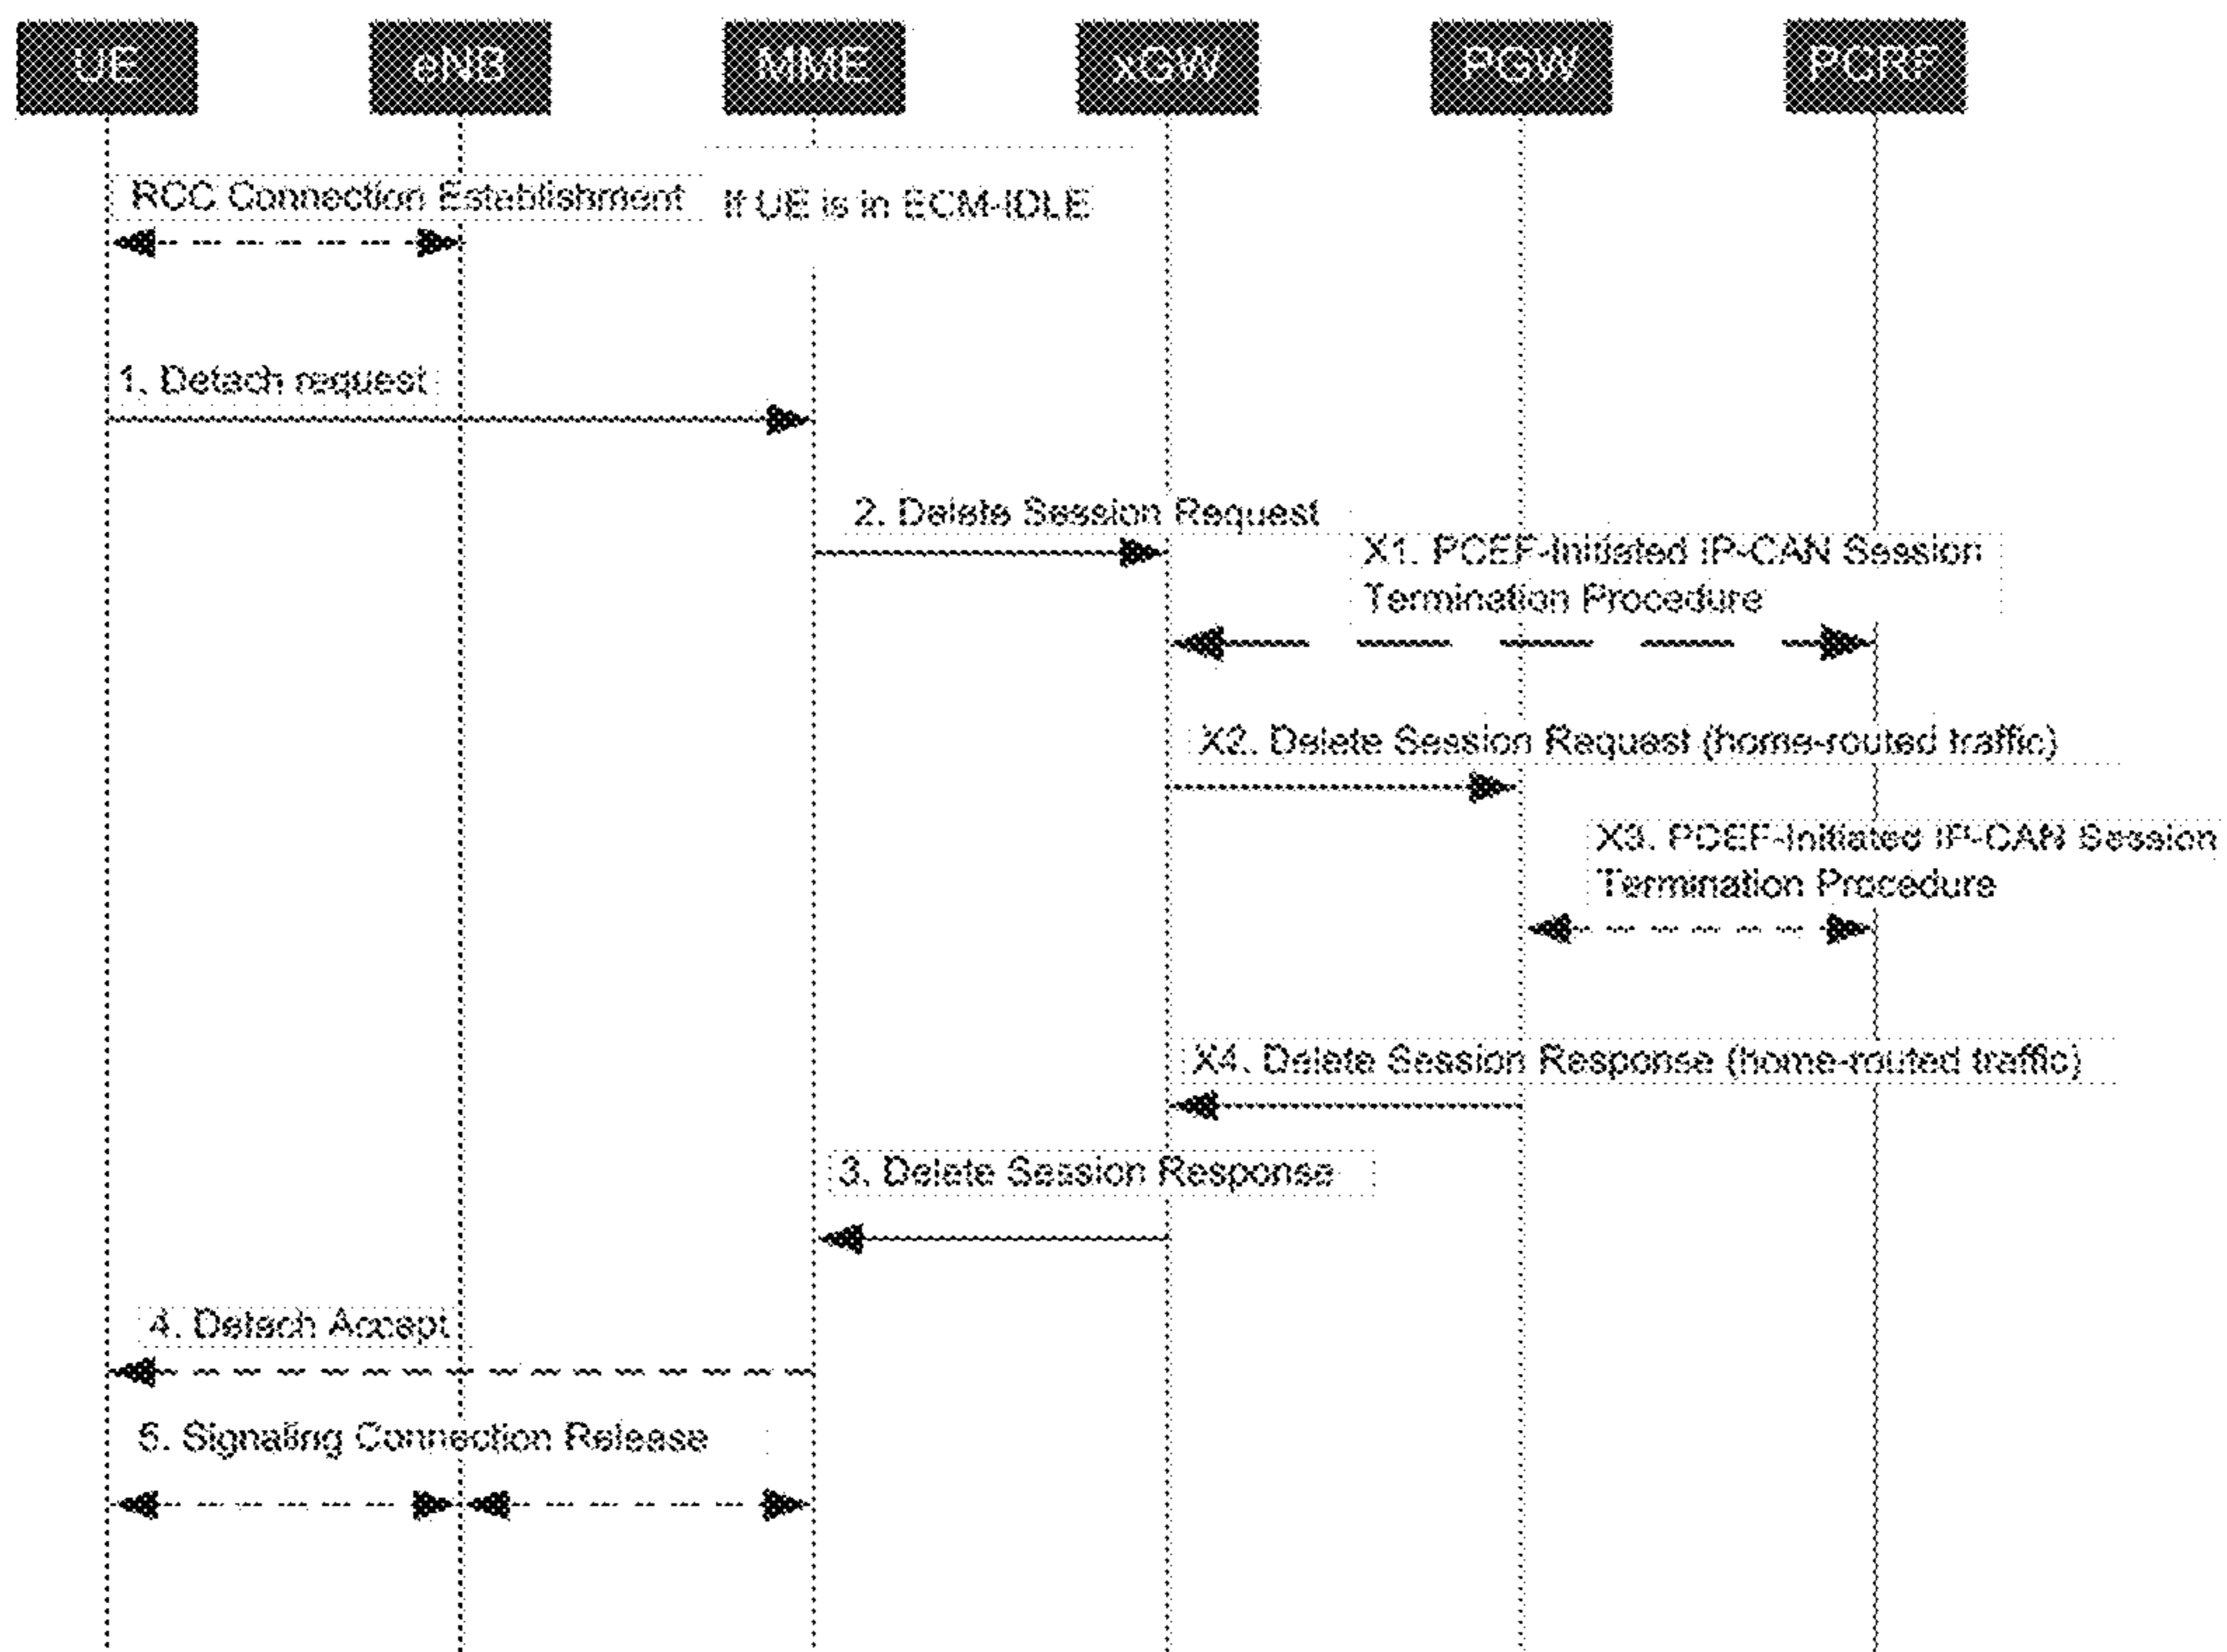 UE eNB MME xGW PGW PCRF
RCC Connection Establishment
If UE is in ECM-IDLE
1. Detach request
2. Delete Session Request
X1. PCEF-Initiated IP-CAN Session
Termination Procedure
X2. Delete Session Request (home-routed traffic)
X3. PCEF-Initiated IP-CAN Session
Termination Procedure
X4. Delete Session Response (home-routed traffic)
3. Delete Session Response
4. Detach Accept
5. Signaling Connection Release